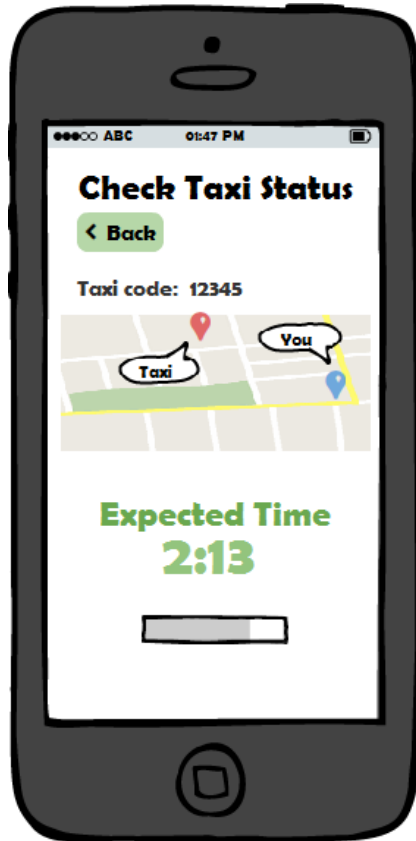 ABC 01:47 PM
Check Taxi Status
< Back
Taxi code: 12345
You
Taxi
Expected Time
2:13